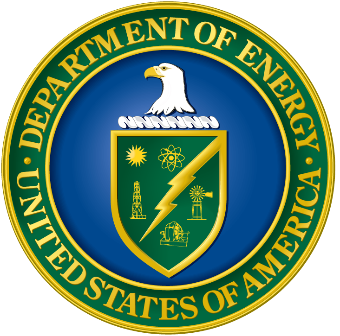 DEPARTMENT OF ENERGY
UNITED STATES OF AMERICA